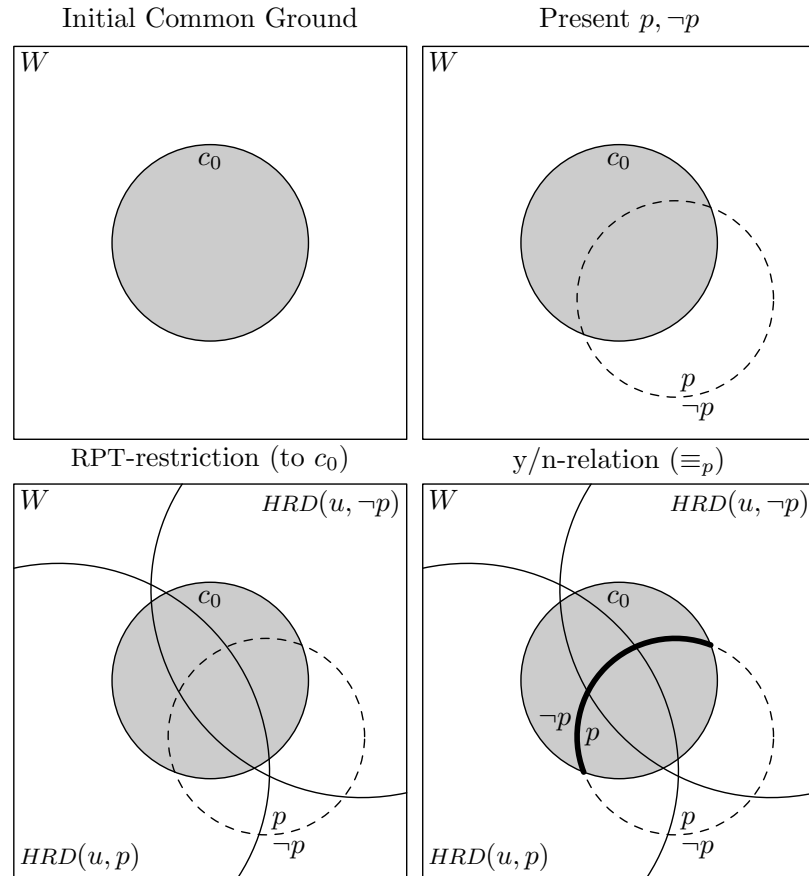 Initial Common Ground
W
c₀
Present p, ¬p
W
c₀
p
¬p
RPT-restriction (to c₀)
W
HRD(u, ¬p)
c₀
p
¬p
HRD(u, p)
y/n-relation (≡ₚ)
W
HRD(u, ¬p)
c₀
¬p
p
p
¬p
HRD(u, p)